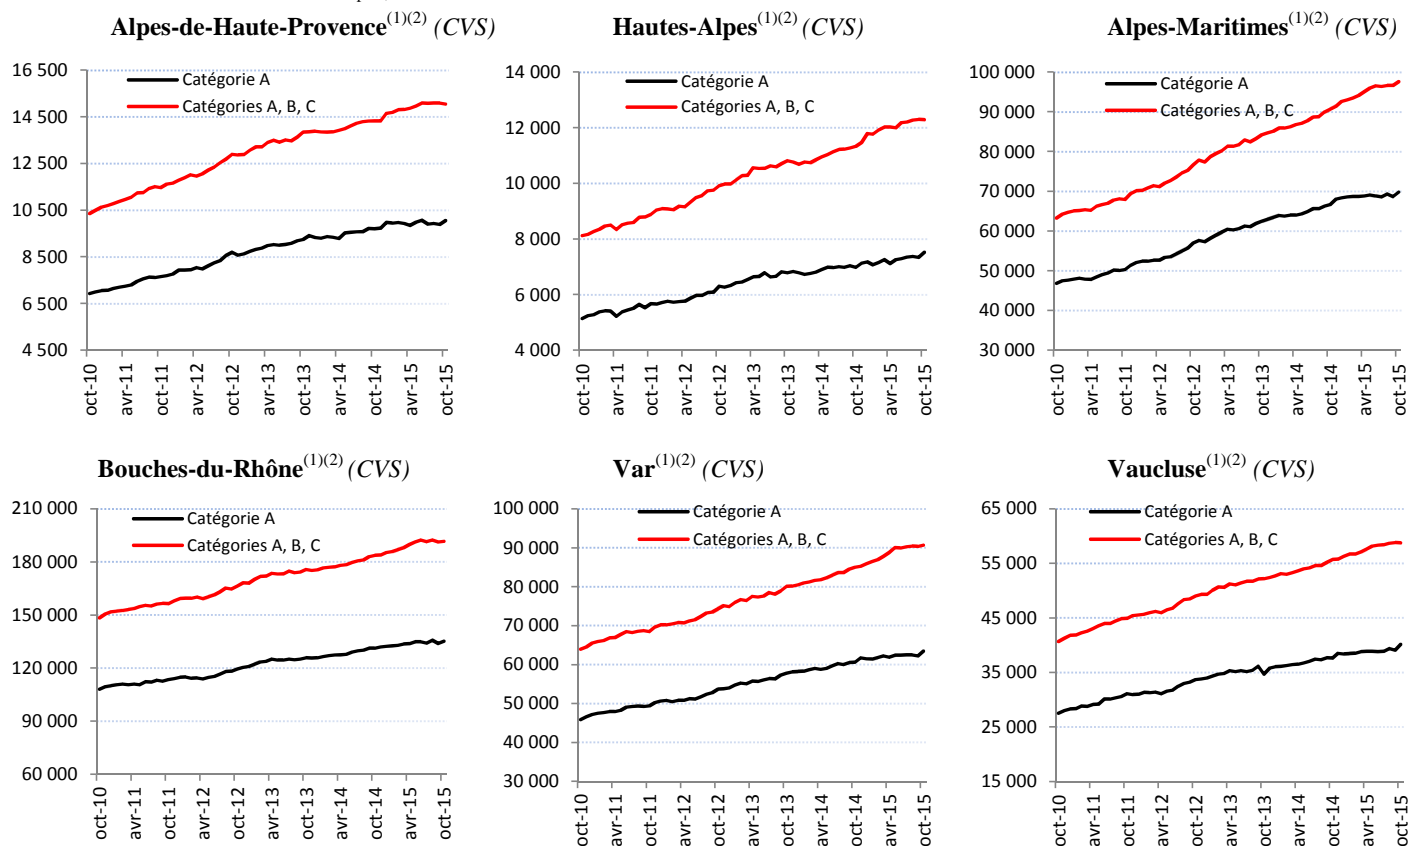 Alpes-de-Haute-Provence(1)(2) (CVS)
16 500
14 500
12 500
10 500
8 500
6 500
4 500
Catégorie A
Catégories A, B, C
oct-10
avr-11
oct-11
avr-12
oct-12
avr-13
oct-13
avr-14
oct-14
avr-15
oct-15
Hautes-Alpes(1)(2) (CVS)
14 000
12 000
10 000
8 000
6 000
4 000
Catégorie A
Catégories A, B, C
oct-10
avr-11
oct-11
avr-12
oct-12
avr-13
oct-13
avr-14
oct-14
avr-15
oct-15
Alpes-Maritimes(1)(2) (CVS)
100 000
90 000
80 000
70 000
60 000
50 000
40 000
30 000
Catégorie A
Catégories A, B, C
oct-10
avr-11
oct-11
avr-12
oct-12
avr-13
oct-13
avr-14
oct-14
avr-15
oct-15
Bouches-du-Rhône(1)(2) (CVS)
210 000
180 000
150 000
120 000
90 000
60 000
Catégorie A
Catégories A, B, C
oct-10
avr-11
oct-11
avr-12
oct-12
avr-13
oct-13
avr-14
oct-14
avr-15
oct-15
Var(1)(2) (CVS)
100 000
90 000
80 000
70 000
60 000
50 000
40 000
30 000
Catégorie A
Catégories A, B, C
oct-10
avr-11
oct-11
avr-12
oct-12
avr-13
oct-13
avr-14
oct-14
avr-15
oct-15
Vaucluse(1)(2) (CVS)
65 000
55 000
45 000
35 000
25 000
15 000
Catégorie A
Catégories A, B, C
oct-10
avr-11
oct-11
avr-12
oct-12
avr-13
oct-13
avr-14
oct-14
avr-15
oct-15